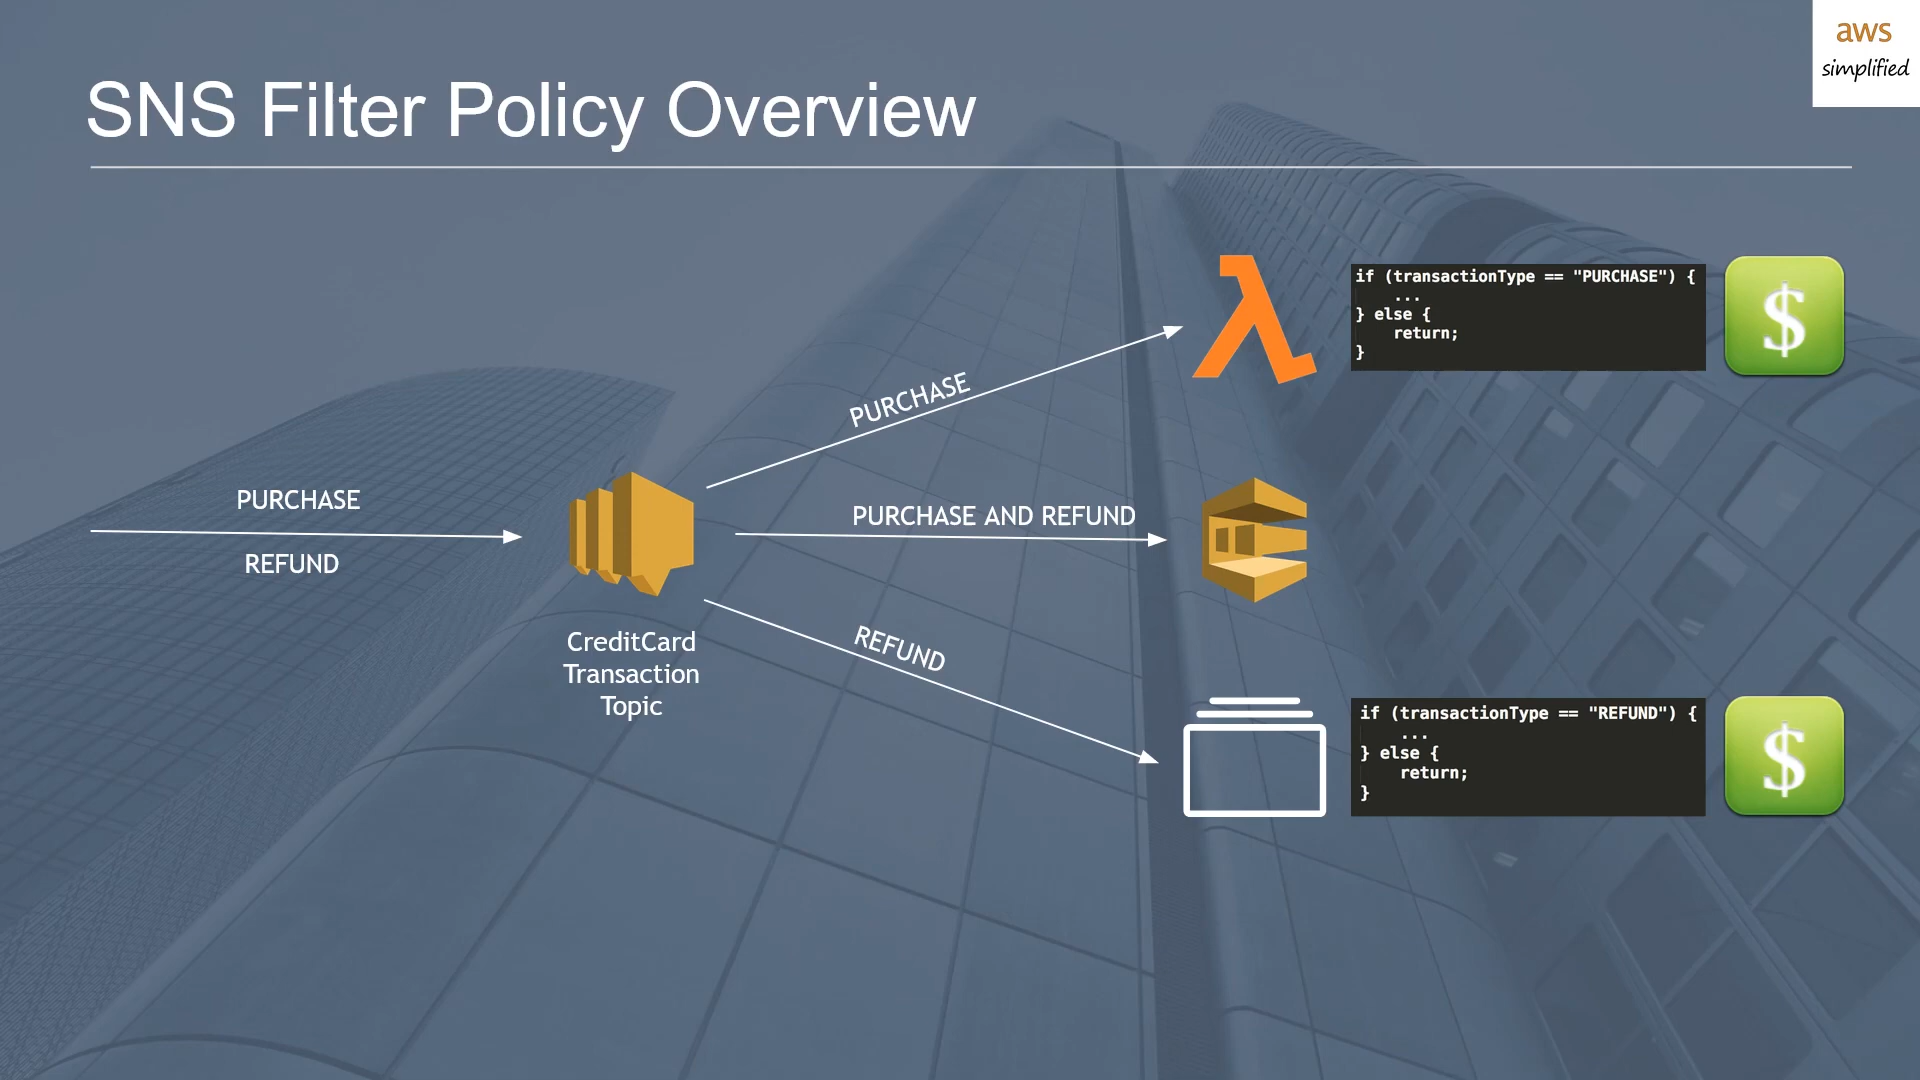 aws
simplified
SNS Filter Policy Overview
if (transactionType == "PURCHASE") {
...
} else {
return;
}
$
PURCHASE
PURCHASE
REFUND
PURCHASE AND REFUND
CreditCard
Transaction
Topic
REFUND
if (transactionType == "REFUND") {
...
} else {
return;
}
$